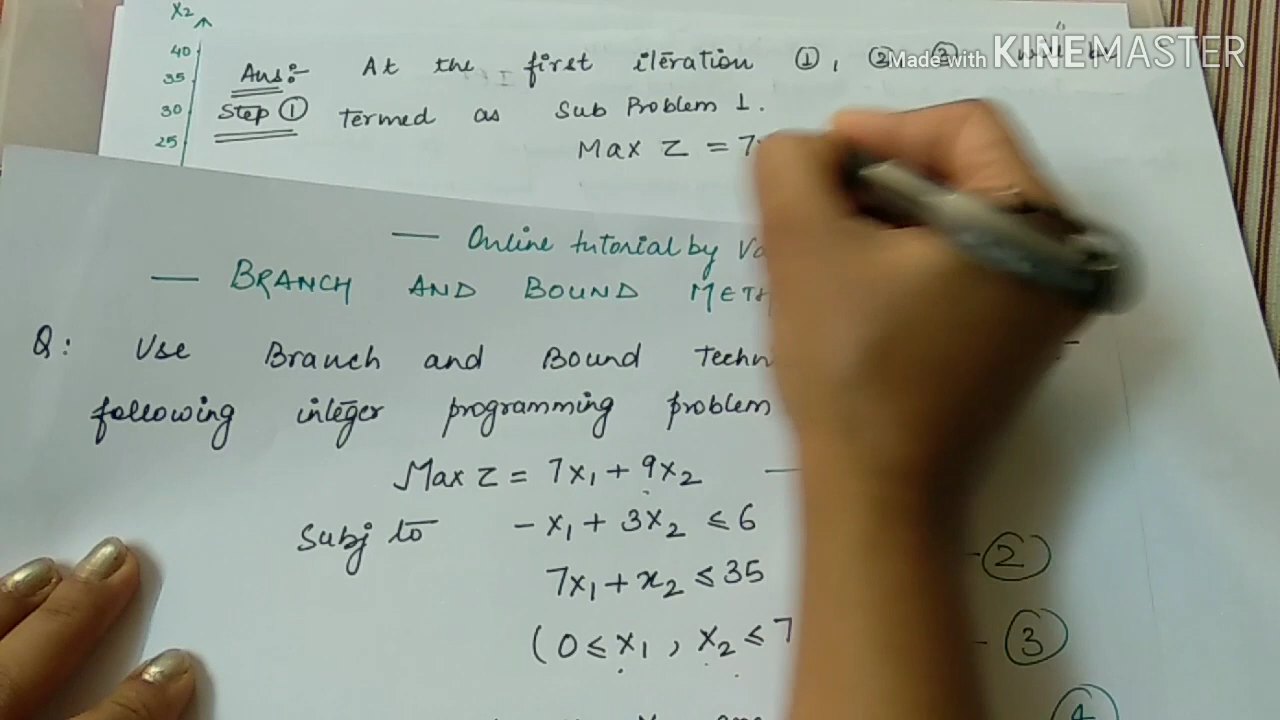 X2
40
35
30
25
Made with KINEMASTER
Ans:- At the first iteration ①, ② ③
Step ① termed as Sub Problem 1.
Max Z = 7x
— Online tutorial by
— BRANCH AND BOUND
Q: Use Branch and Bound
following integer programming problem
Max Z = 7x₁ + 9x₂ —
Subj to - x₁ + 3x₂ ≤ 6
- ②
7x₁ + x₂ ≤ 35
(0 ≤ x₁, x₂ ≤ 7
- ③
④